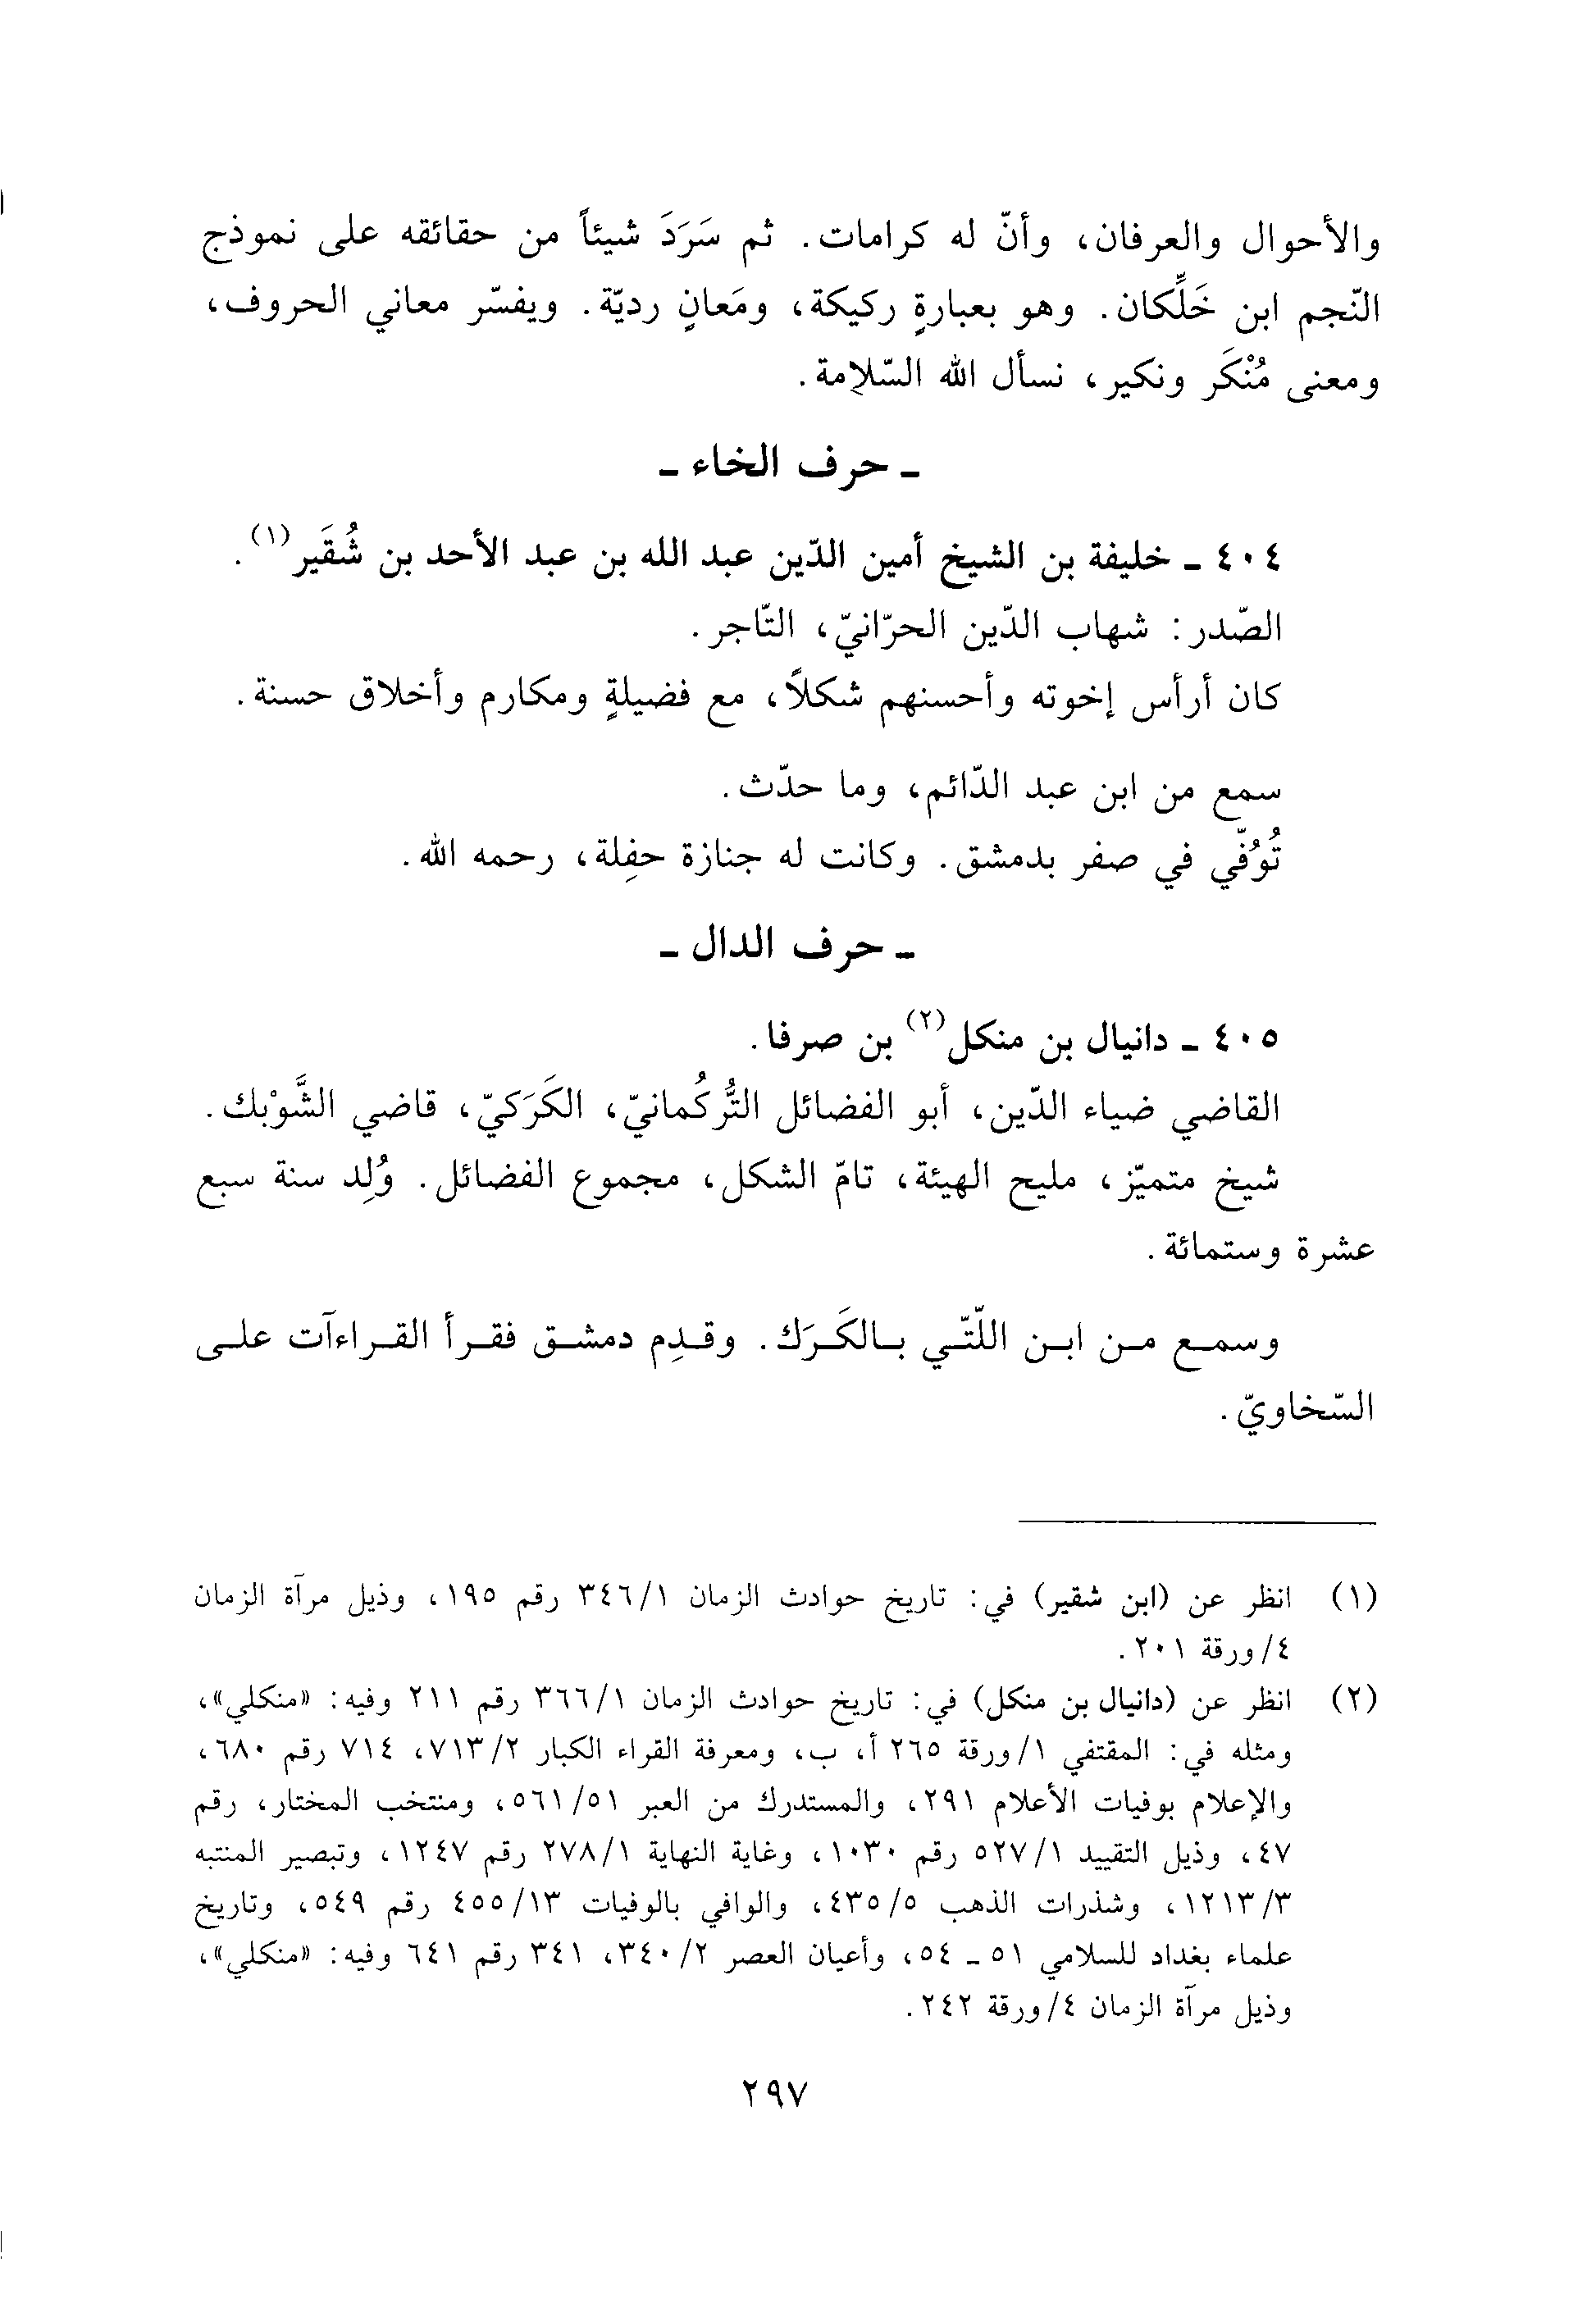 والأحوال والعرفان، وأنّ له كرامات. ثم سَرَدَ شيئاً من حقائقه على نموذج
النّجم ابن خَلِّكان. وهو بعبارةٍ ركيكة، ومَعانٍ رديّة. ويفسّر معاني الحروف،
ومعنى مُنْكَر ونكير، نسأل الله السّلامة.
ـ حرف الخاء ـ
٤٠٤ ـ خليفة بن الشيخ أمين الدّين عبد الله بن عبد الأحد بن شُقَير(١).
الصّدر: شهاب الدّين الحرّانيّ، التّاجر.
كان أرأس إخوته وأحسنهم شكلاً، مع فضيلةٍ ومكارم وأخلاق حسنة.
سمع من ابن عبد الدّائم، وما حدّث.
تُوُفّي في صفر بدمشق. وكانت له جنازة حفِلة، رحمه الله.
ـ حرف الدال ـ
٤٠٥ ـ دانيال بن منكل(٢) بن صرفا.
القاضي ضياء الدّين، أبو الفضائل التُّركُمانيّ، الكَرَكيّ، قاضي الشَّوْبك.
شيخ متميّز، مليح الهيئة، تامّ الشكل، مجموع الفضائل. وُلِد سنة سبع
عشرة وستمائة.
وسمع من ابن اللّتّي بالكَرَك. وقدِم دمشق فقرأ القراءآت على
السّخاويّ.
(١) انظر عن (ابن شقير) في: تاريخ حوادث الزمان ٣٤٦/١ رقم ١٩٥، وذيل مرآة الزمان
٤/ورقة ٢٠١.
(٢) انظر عن (دانيال بن منكل) في: تاريخ حوادث الزمان ٣٦٦/١ رقم ٢١١ وفيه: «منكلي»،
ومثله في: المقتفي ١/ورقة ٢٦٥ أ، ب، ومعرفة القراء الكبار ٧١٣/٢، ٧١٤ رقم ٦٨٠،
والإعلام بوفيات الأعلام ٢٩١، والمستدرك من العبر ٥٦١/٥١، ومنتخب المختار، رقم
٤٧، وذيل التقييد ٥٢٧/١ رقم ١٠٣٠، وغاية النهاية ٢٧٨/١ رقم ١٢٤٧، وتبصير المنتبه
١٢١٣/٣، وشذرات الذهب ٤٣٥/٥، والوافي بالوفيات ٤٥٥/١٣ رقم ٥٤٩، وتاريخ
علماء بغداد للسلامي ٥١ ـ ٥٤، وأعيان العصر ٣٤٠/٢، ٣٤١ رقم ٦٤١ وفيه: «منكلي»،
وذيل مرآة الزمان ٤/ورقة ٢٤٢.
٢٩٧